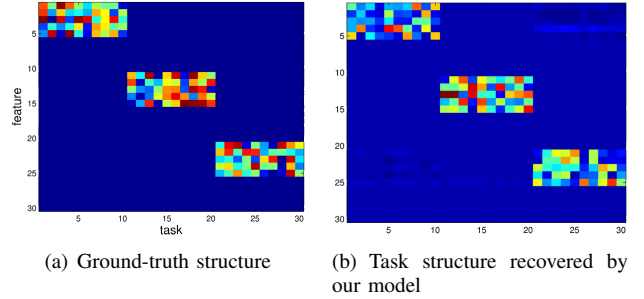 5
10
15
20
25
30
feature
5 10 15 20 25 30
task
5
10
15
20
25
30
5 10 15 20 25 30
(a) Ground-truth structure
(b) Task structure recovered by
our model